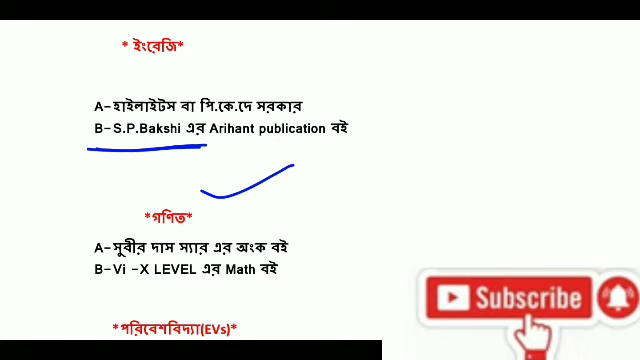 * ইংরেজি*
A-হাইলাইটস বা পি.কে.দে সরকার
B-S.P.Bakshi এর Arihant publication বই
*গণিত*
A-সুবীর দাস স্যার এর অংক বই
B-Vi -X LEVEL এর Math বই
Subscribe
*পরিবেশবিদ্যা(EVs)*